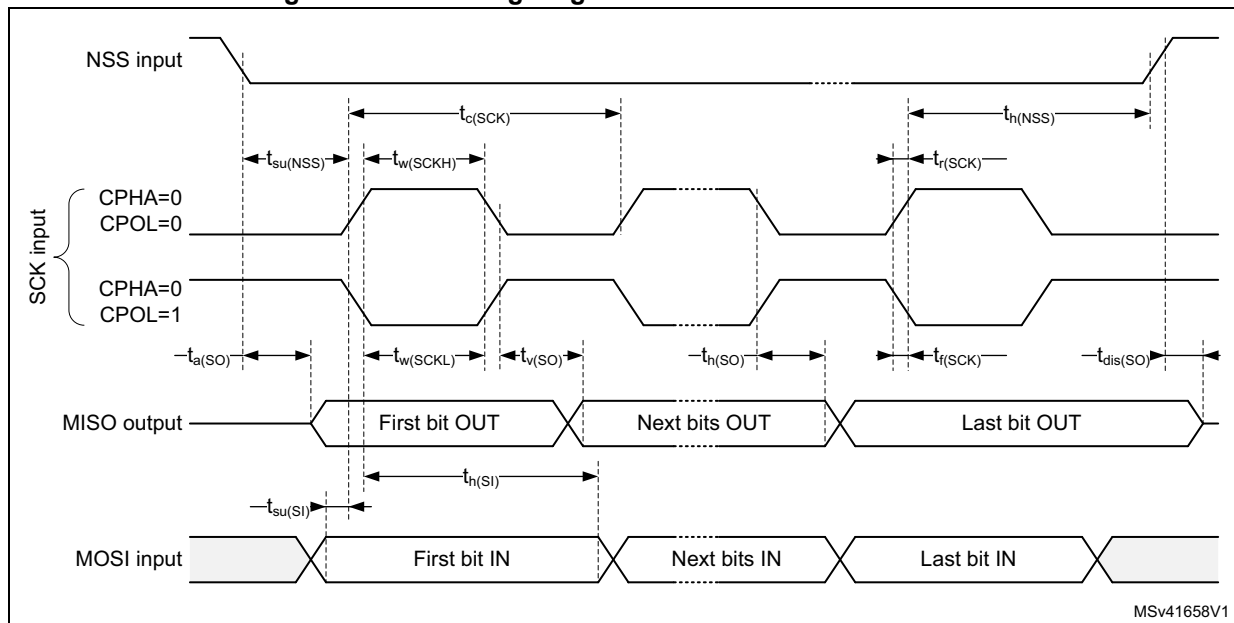 NSS input
tc(SCK)
th(NSS)
tsu(NSS)
tw(SCKH)
tr(SCK)
CPHA=0
CPOL=0
SCK input
CPHA=0
CPOL=1
ta(SO)
tw(SCKL)
tv(SO)
th(SO)
tf(SCK)
tdis(SO)
MISO output
First bit OUT
Next bits OUT
Last bit OUT
th(SI)
tsu(SI)
MOSI input
First bit IN
Next bits IN
Last bit IN
MSv41658V1